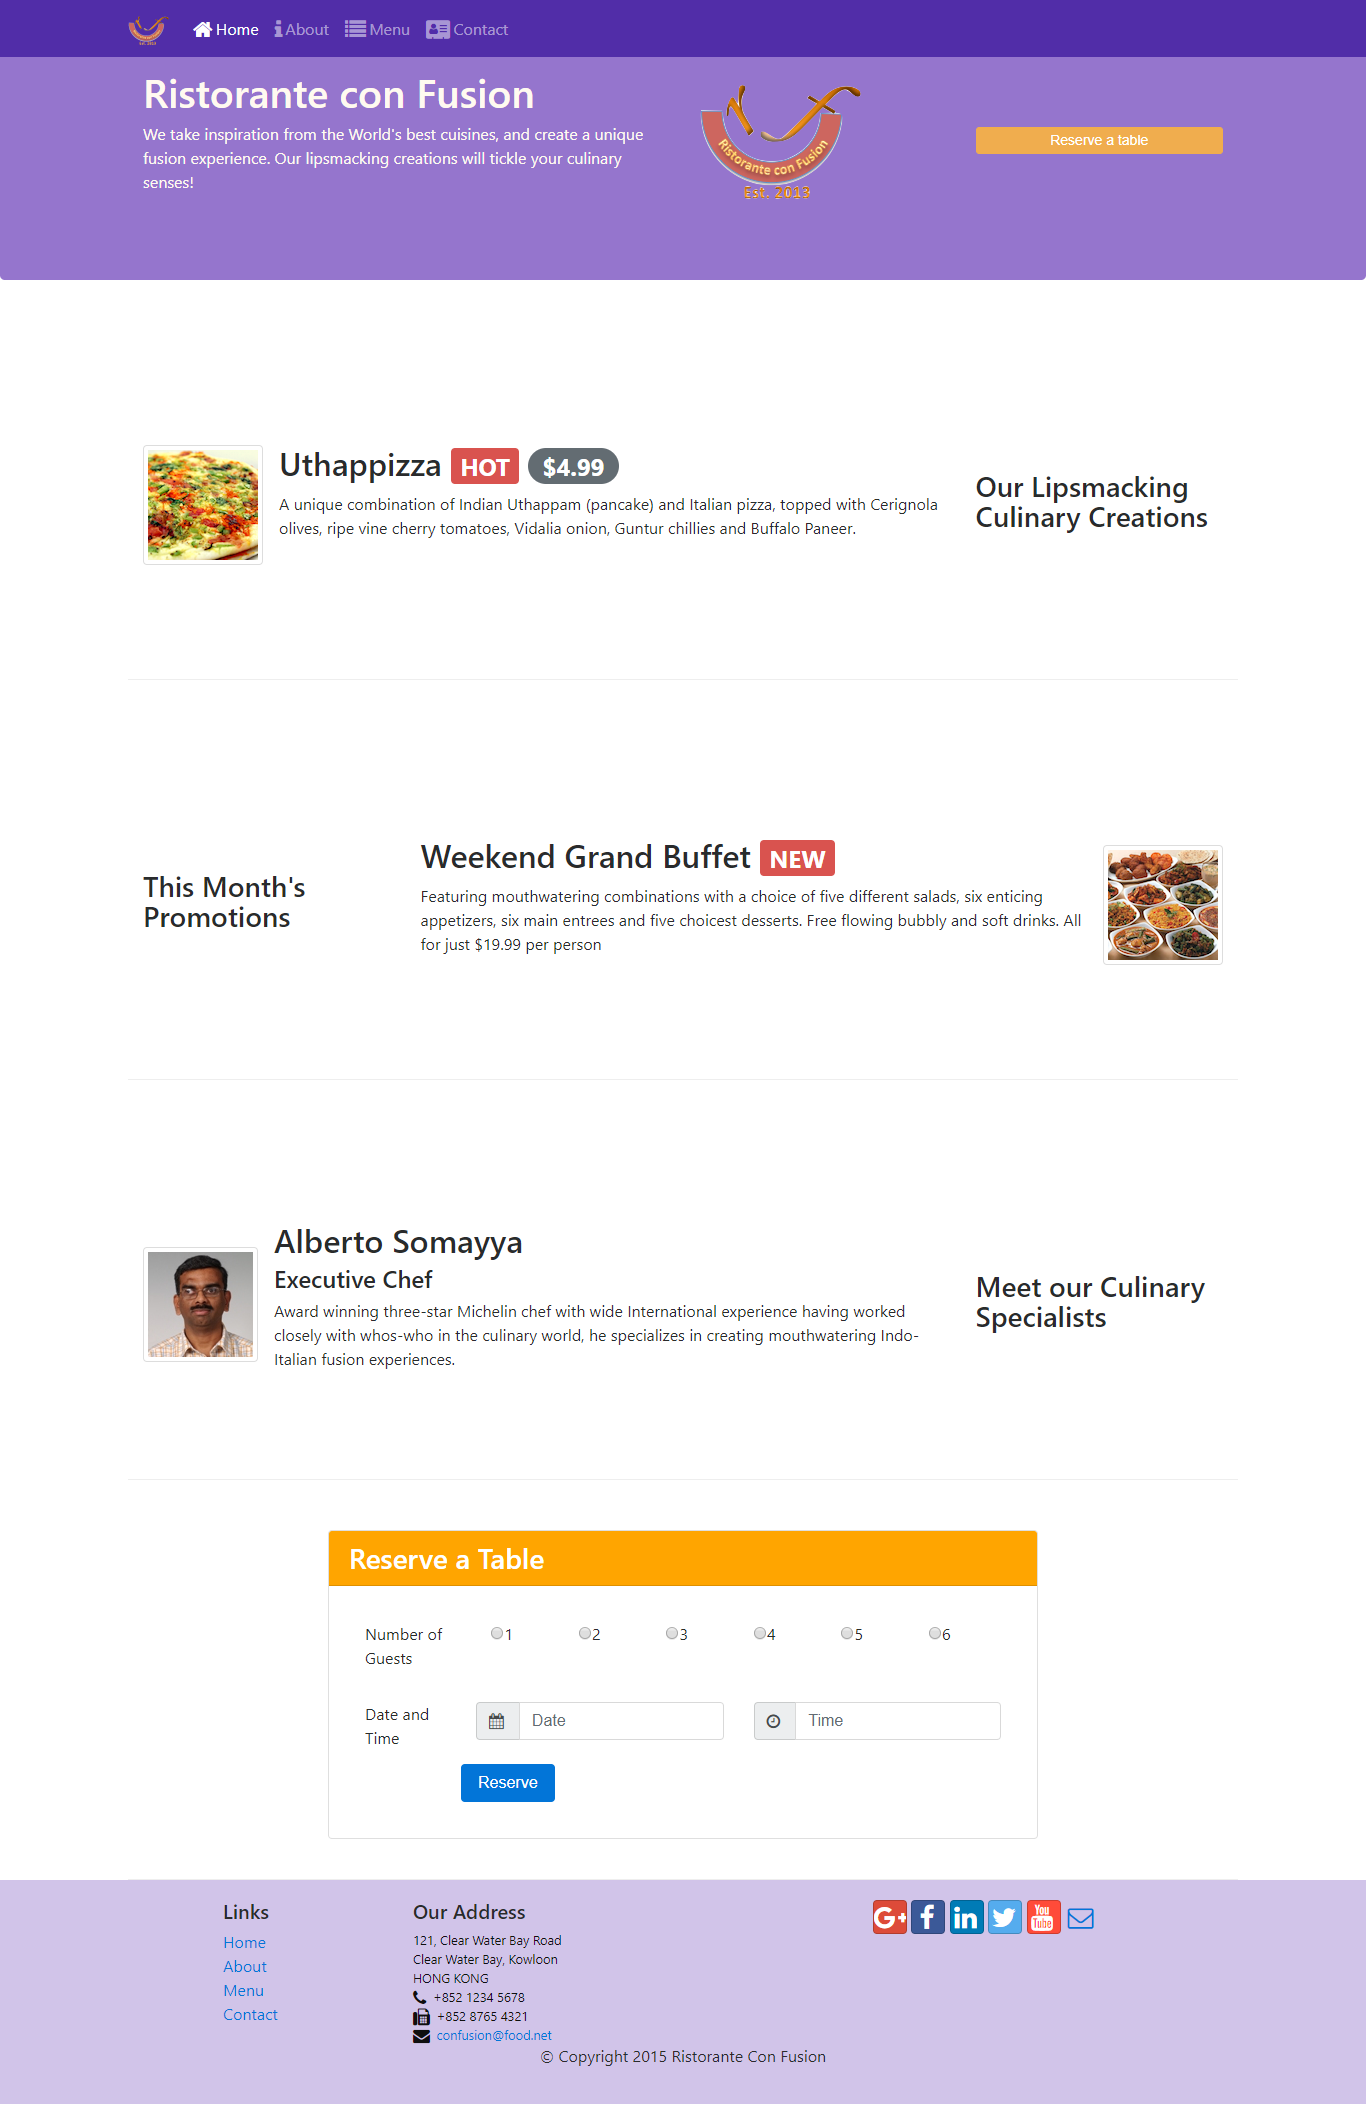 Home About Menu Contact
Ristorante con Fusion
We take inspiration from the World's best cuisines, and create a unique
fusion experience. Our lipsmacking creations will tickle your culinary
senses!
Ristorante con Fusion
Est. 2013
Reserve a table
Uthappizza HOT $4.99
A unique combination of Indian Uthappam (pancake) and Italian pizza, topped with Cerignola
olives, ripe vine cherry tomatoes, Vidalia onion, Guntur chillies and Buffalo Paneer.
Our Lipsmacking
Culinary Creations
This Month's
Promotions
Weekend Grand Buffet NEW
Featuring mouthwatering combinations with a choice of five different salads, six enticing
appetizers, six main entrees and five choicest desserts. Free flowing bubbly and soft drinks. All
for just $19.99 per person
Alberto Somayya
Executive Chef
Award winning three-star Michelin chef with wide International experience having worked
closely with whos-who in the culinary world, he specializes in creating mouthwatering Indo-
Italian fusion experiences.
Meet our Culinary
Specialists
Reserve a Table
Number of
Guests
1 2 3 4 5 6
Date and
Time
Date
Time
Reserve
Links
Home
About
Menu
Contact
Our Address
121, Clear Water Bay Road
Clear Water Bay, Kowloon
HONG KONG
+852 1234 5678
+852 8765 4321
confusion@food.net
G+ f in You Tube
© Copyright 2015 Ristorante Con Fusion